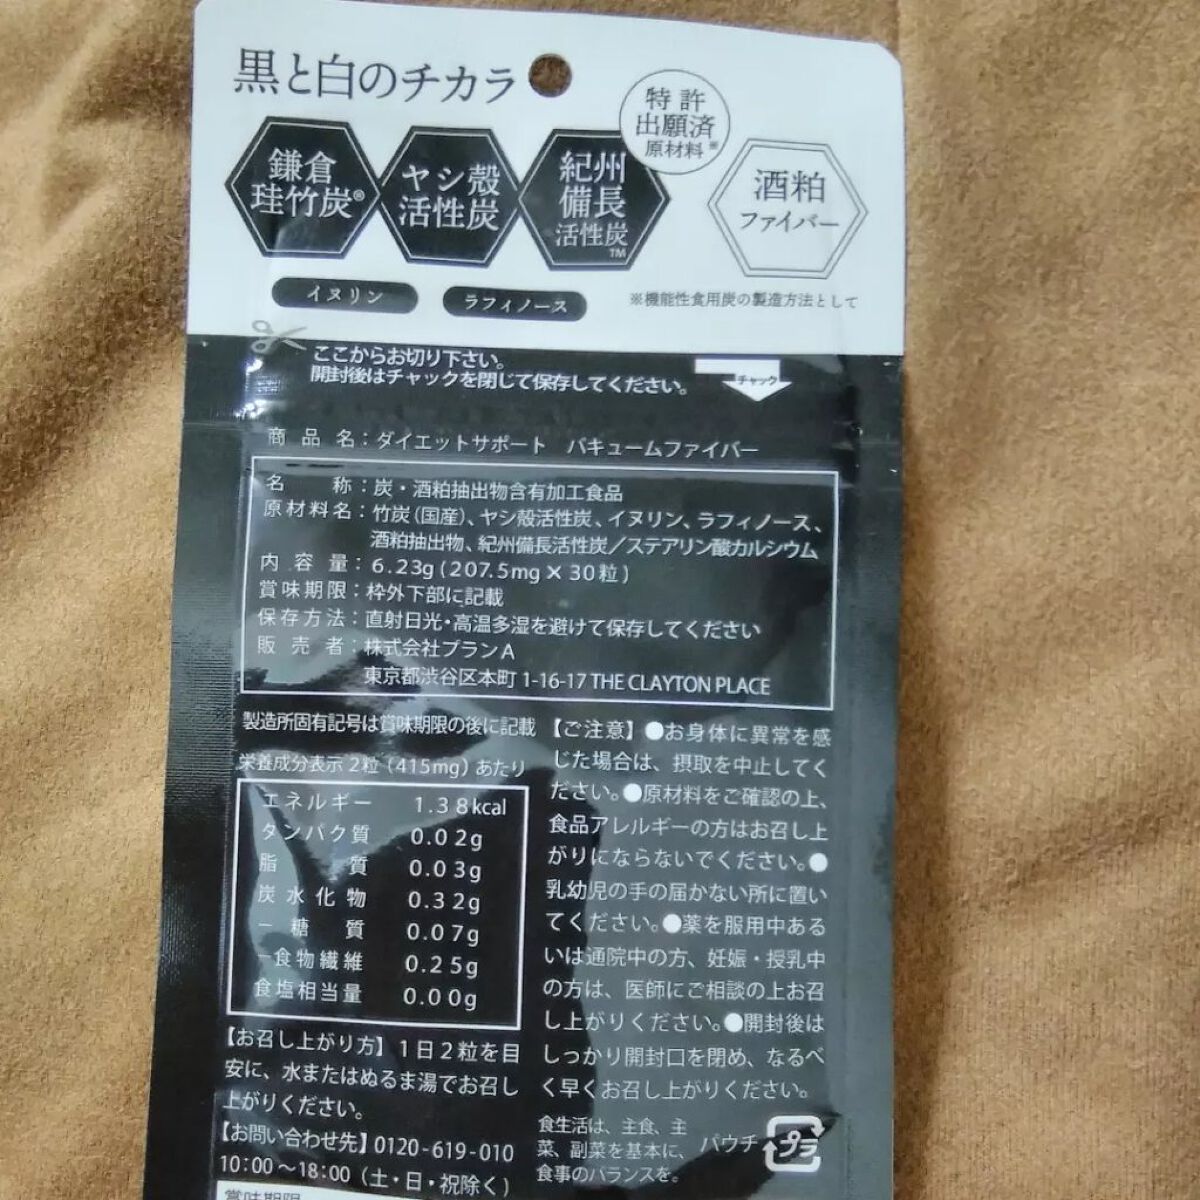 黒と白のチカラ
特許
出願済
原材料※
鎌倉
珪竹炭®
ヤシ殻
活性炭
紀州
備長
活性炭
TM
酒粕
ファイバー
イヌリン
ラフィノース
※機能性食用炭の製造方法として
ここからお切り下さい。
開封後はチャックを閉じて保存してください。
チャック
商品名:ダイエットサポート バキュームファイバー
名称:炭・酒粕抽出物含有加工食品
原材料名:竹炭(国産)、ヤシ殻活性炭、イヌリン、ラフィノース、
酒粕抽出物、紀州備長活性炭/ステアリン酸カルシウム
内容量:6.23g(207.5mg×30粒)
賞味期限:枠外下部に記載
保存方法:直射日光・高温多湿を避けて保存してください
販売者:株式会社プランA
東京都渋谷区本町1-16-17 THE CLAYTON PLACE
製造所固有記号は賞味期限の後に記載
栄養成分表示 2粒(415mg)あたり
エネルギー 1.38kcal
タンパク質 0.02g
脂質 0.03g
炭水化物 0.32g
－糖質 0.07g
－食物繊維 0.25g
食塩相当量 0.00g
【お召し上がり方】1日2粒を目
安に、水またはぬるま湯でお召し
上がりください。
【お問い合わせ先】0120-619-010
10:00～18:00(土・日・祝除く)
【ご注意】●お身体に異常を感
じた場合は、摂取を中止してく
ださい。●原材料をご確認の上、
食品アレルギーの方はお召し上
がりにならないでください。●
乳幼児の手の届かない所に置い
てください。●薬を服用中ある
いは通院中の方、妊娠・授乳中
の方は、医師にご相談の上お召
し上がりください。●開封後は
しっかり開封口を閉め、なるべ
く早くお召し上がりください。
食生活は、主食、主
菜、副菜を基本に、
食事のバランスを。
パウチ
プラ
賞味期限